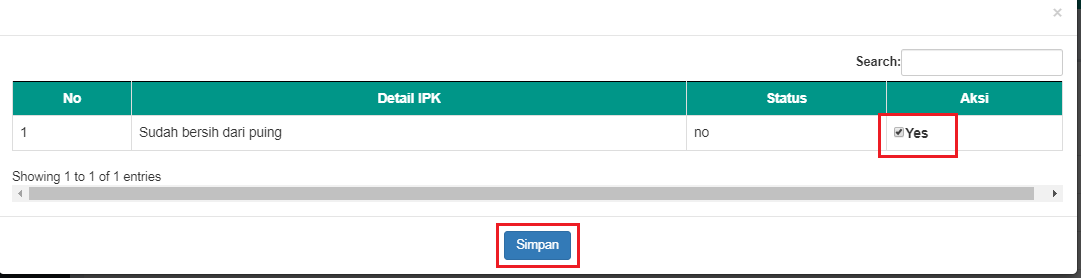 ×
Search:
No Detail IPK Status Aksi
1 Sudah bersih dari puing no Yes
Showing 1 to 1 of 1 entries
Simpan